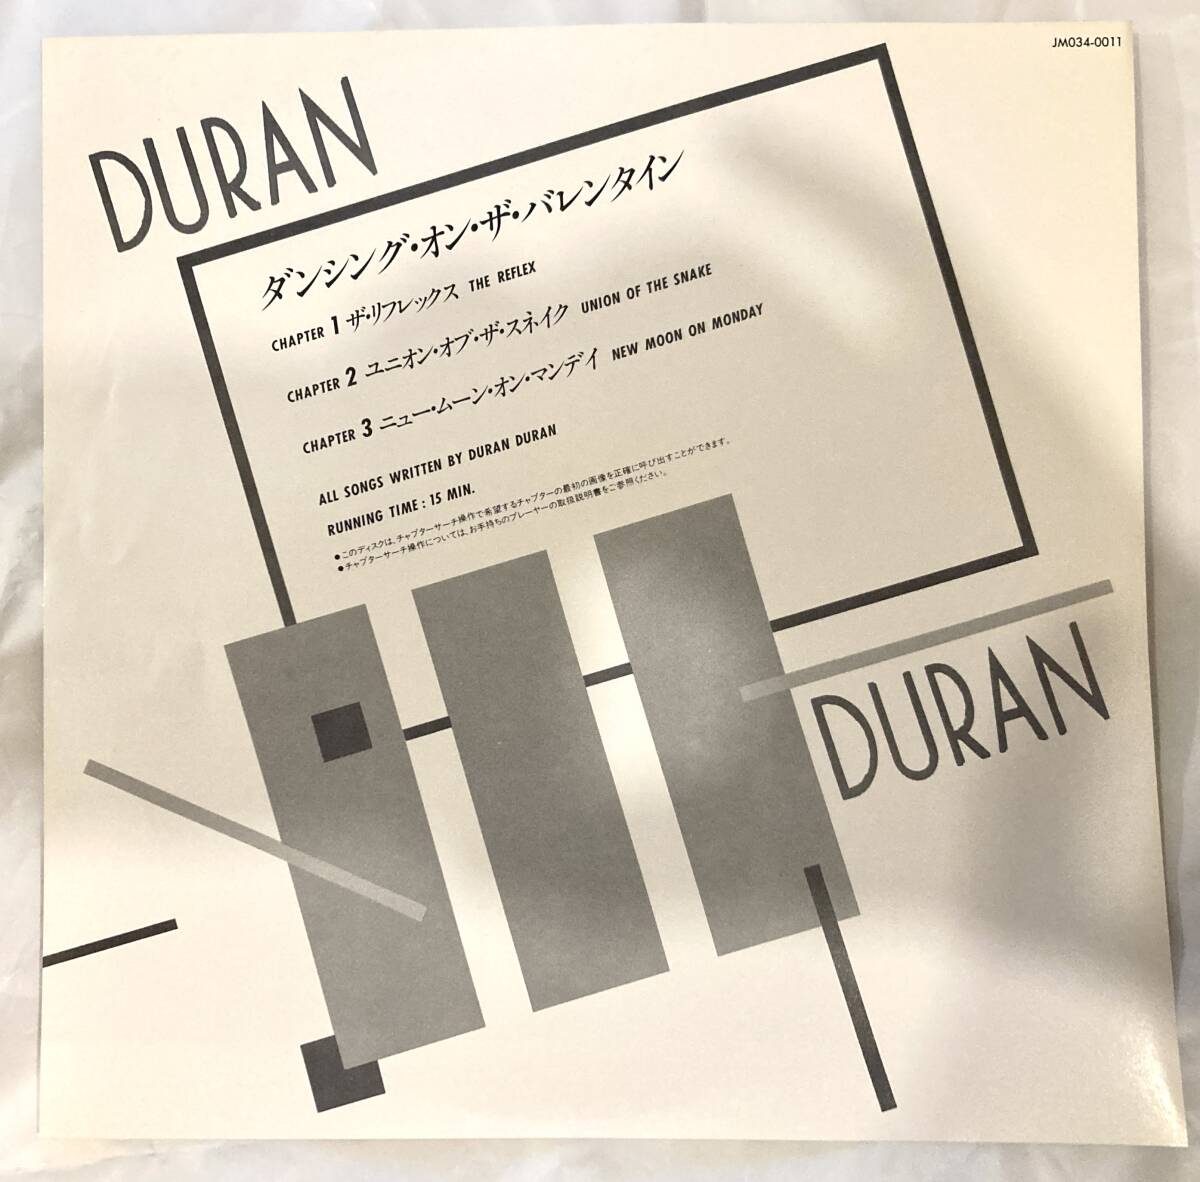 JM034-0011
DURAN
ダンシング・オン・ザ・バレンタイン
CHAPTER 1 ザ・リフレックス THE REFLEX
CHAPTER 2 ユニオン・オブ・ザ・スネイク UNION OF THE SNAKE
CHAPTER 3 ニュー・ムーン・オン・マンデイ NEW MOON ON MONDAY
ALL SONGS WRITTEN BY DURAN DURAN
RUNNING TIME : 15 MIN.
●このディスクは、チャプターサーチ操作で希望するチャプターの最初の画像を正確に呼び出すことができます。
●チャプターサーチ操作については、お手持ちのプレーヤーの取扱説明書をご参照ください。
DURAN